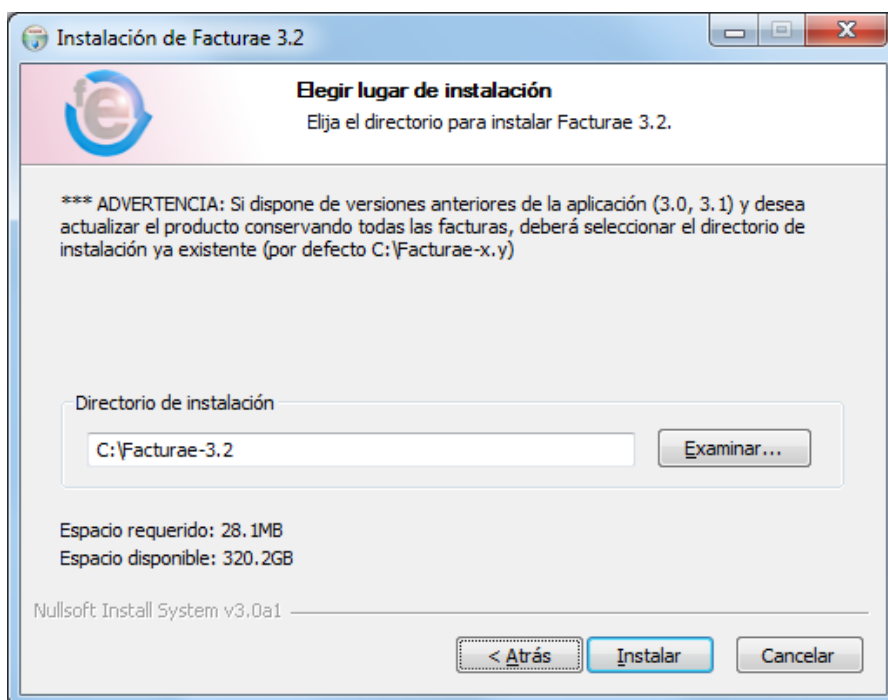 Instalación de Facturae 3.2
fe
Elegir lugar de instalación
Elija el directorio para instalar Facturae 3.2.
*** ADVERTENCIA: Si dispone de versiones anteriores de la aplicación (3.0, 3.1) y desea
actualizar el producto conservando todas las facturas, deberá seleccionar el directorio de
instalación ya existente (por defecto C:\Facturae-x.y)
Directorio de instalación
C:\Facturae-3.2
Examinar...
Espacio requerido: 28.1MB
Espacio disponible: 320.2GB
Nullsoft Install System v3.0a1
< Atrás
Instalar
Cancelar